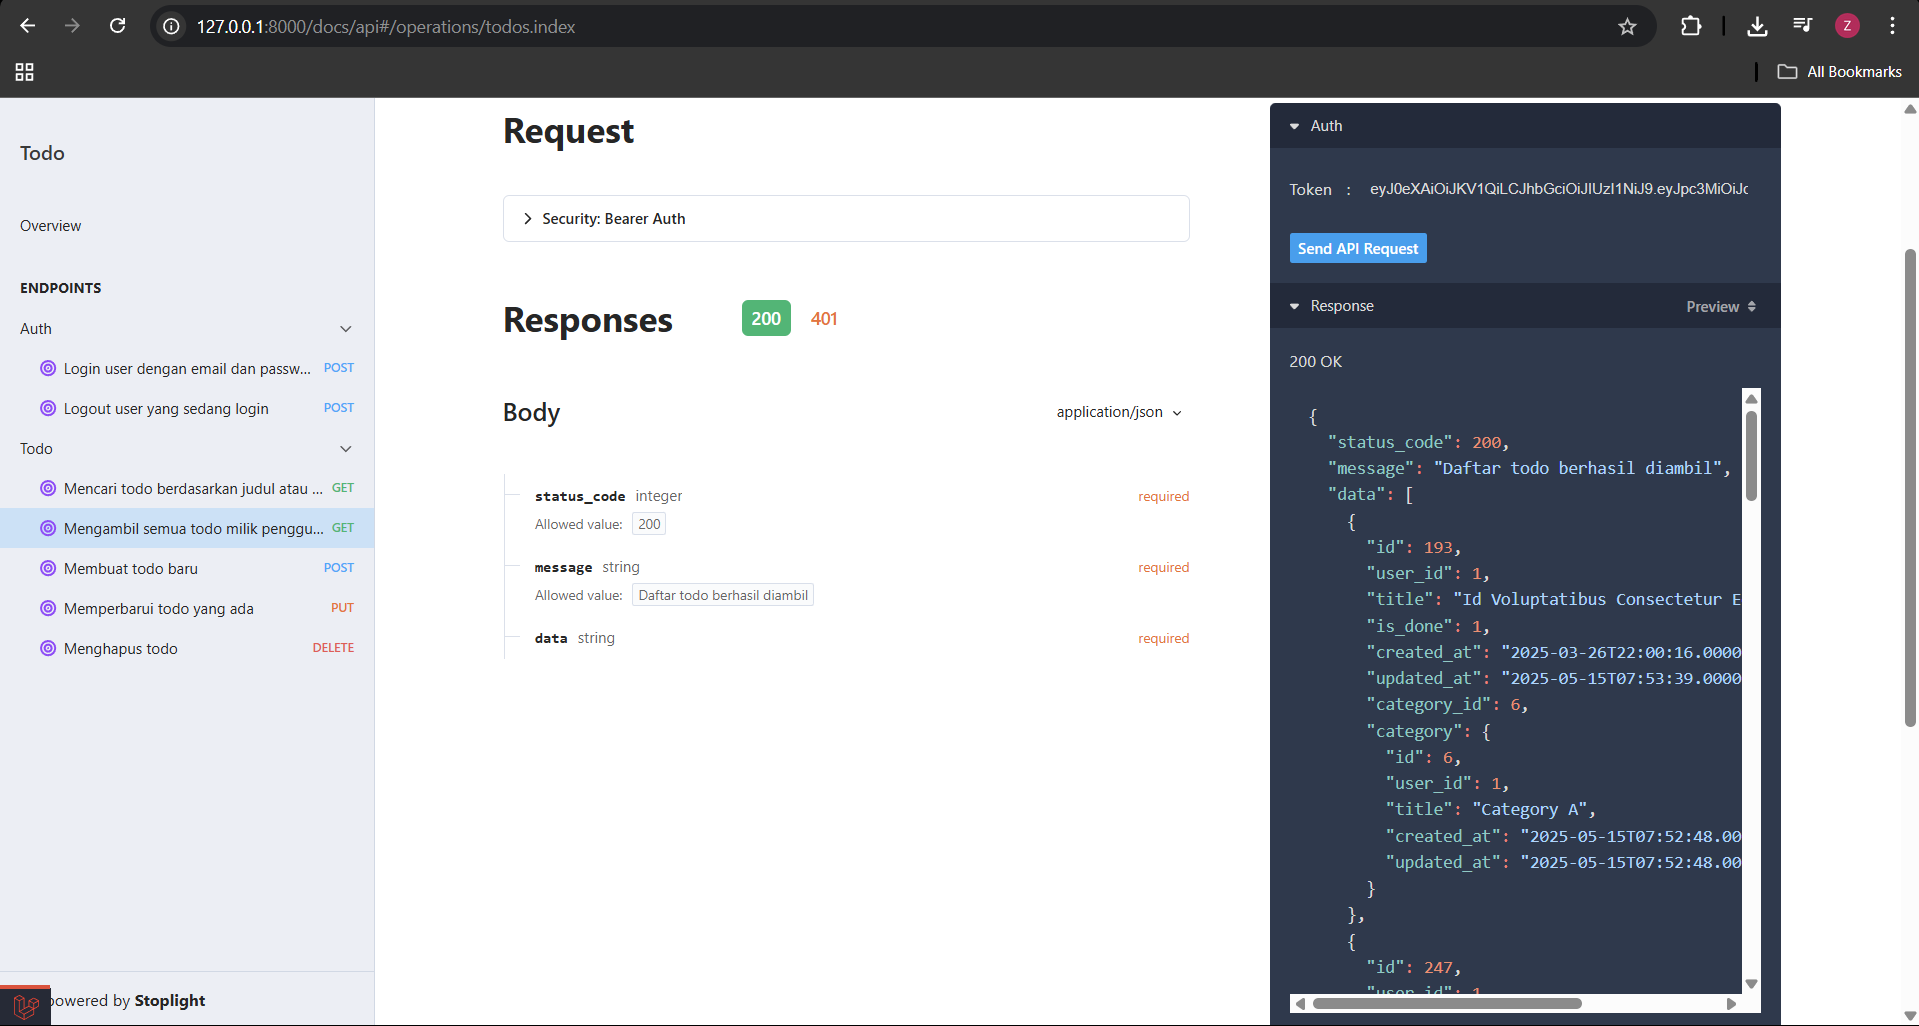 127.0.0.1:8000/docs/api#/operations/todos.index
Z
All Bookmarks
Todo
Overview
ENDPOINTS
Auth
Login user dengan email dan passw... POST
Logout user yang sedang login POST
Todo
Mencari todo berdasarkan judul atau ... GET
Mengambil semua todo milik penggu... GET
Membuat todo baru POST
Memperbarui todo yang ada PUT
Menghapus todo DELETE
powered by Stoplight
Request
Security: Bearer Auth
Responses 200 401
Body application/json
status_code integer required
Allowed value: 200
message string required
Allowed value: Daftar todo berhasil diambil
data string required
Auth
Token : eyJ0eXAiOiJKV1QiLCJhbGciOiJIUzI1NiJ9.eyJpc3MiOiJc
Send API Request
Response Preview
200 OK
{
"status_code": 200,
"message": "Daftar todo berhasil diambil",
"data": [
{
"id": 193,
"user_id": 1,
"title": "Id Voluptatibus Consectetur E
"is_done": 1,
"created_at": "2025-03-26T22:00:16.0000
"updated_at": "2025-05-15T07:53:39.0000
"category_id": 6,
"category": {
"id": 6,
"user_id": 1,
"title": "Category A",
"created_at": "2025-05-15T07:52:48.00
"updated_at": "2025-05-15T07:52:48.00
}
},
{
"id": 247,
"user_id": 1